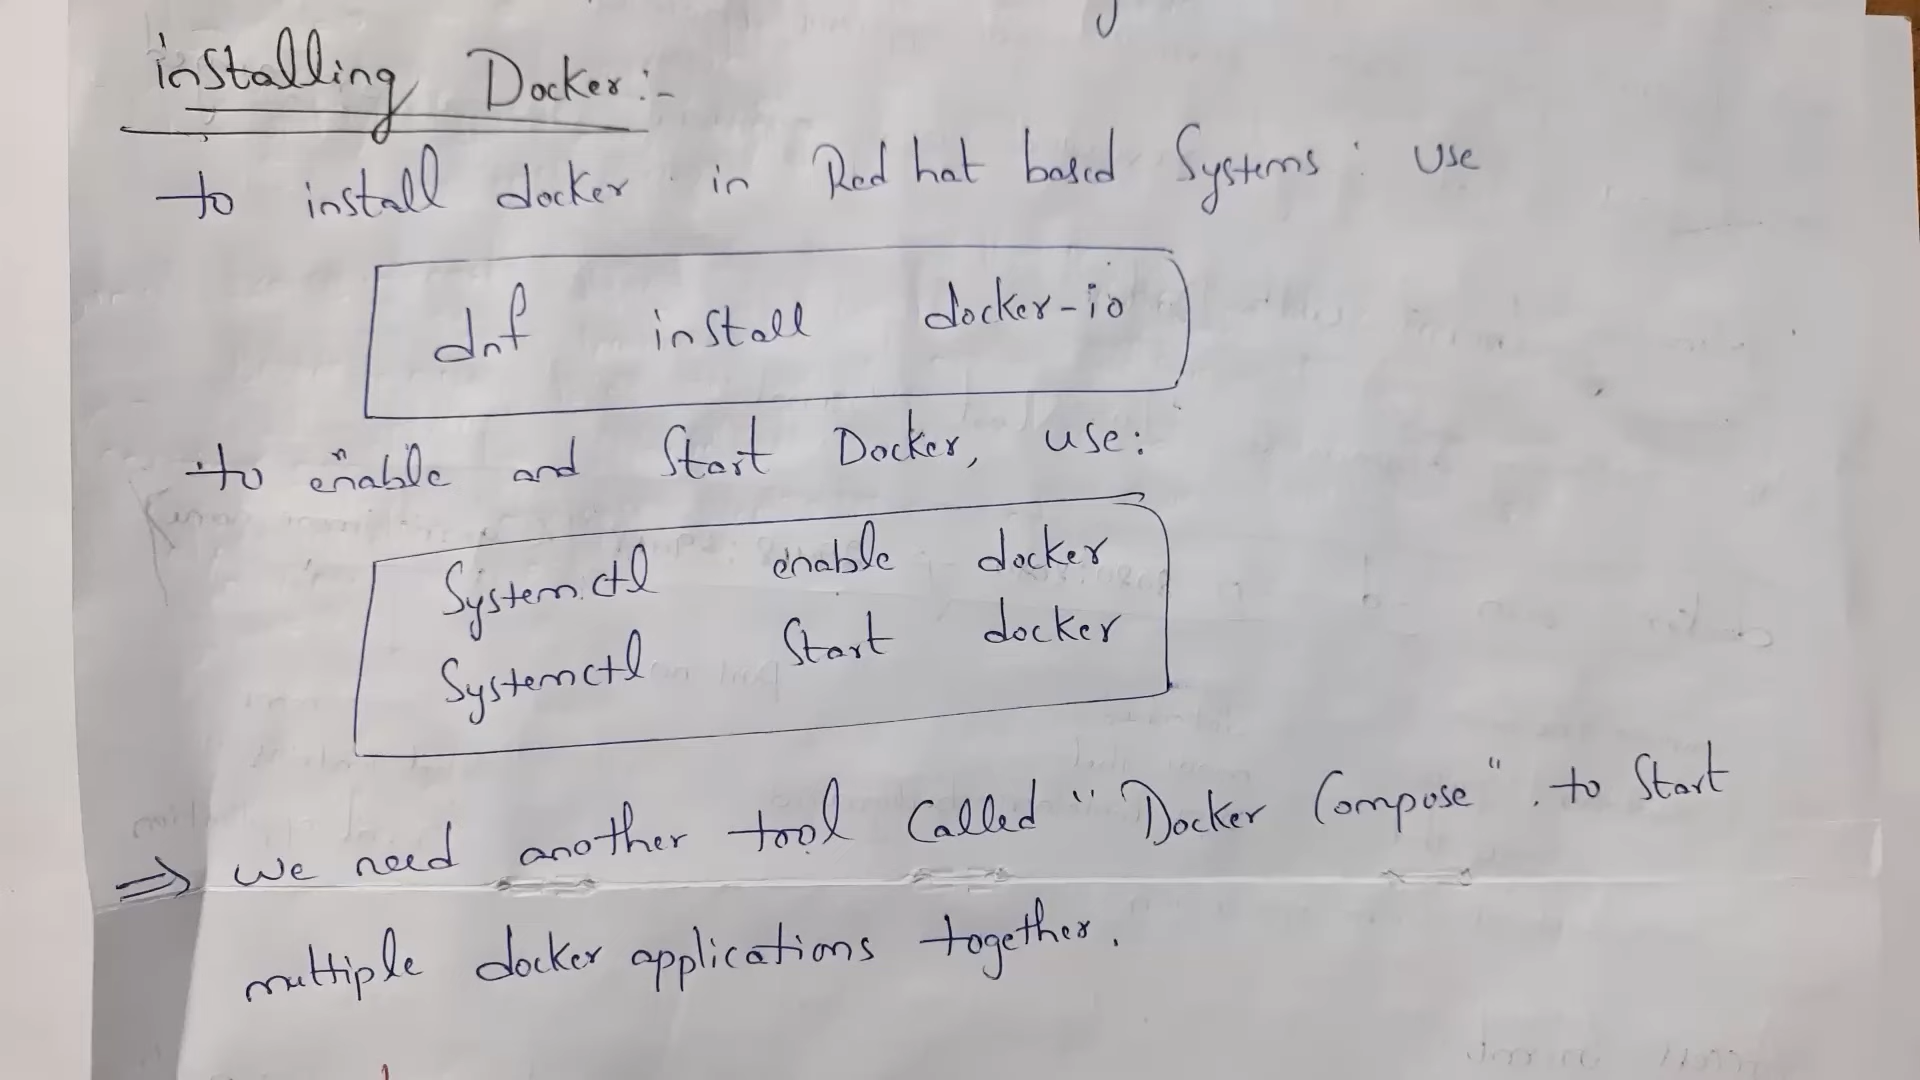 installing Docker:-
to install docker in Red hat based Systems: use
dnf install docker-io
to enable and Start Docker, use:
Systemctl enable docker
Systemctl Start docker
⇒ we need another tool Called "Docker Compose". to Start
multiple docker applications together.